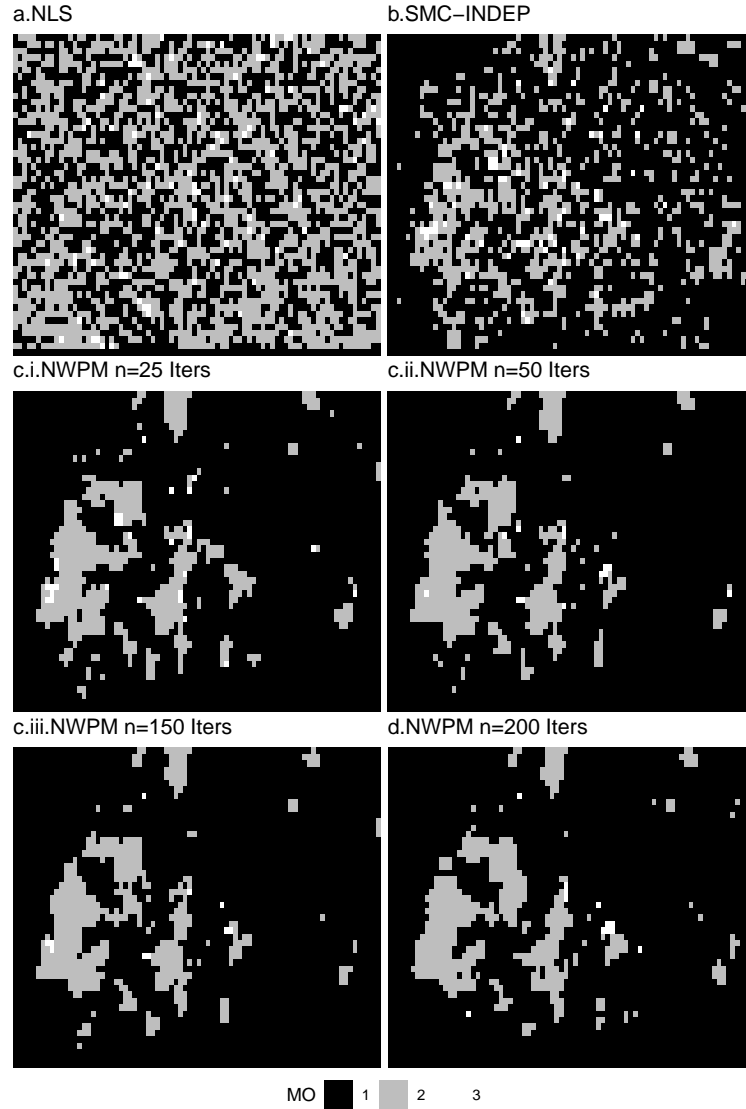 a.NLS
b.SMC−INDEP
c.i.NWPM n=25 Iters
c.ii.NWPM n=50 Iters
c.iii.NWPM n=150 Iters
d.NWPM n=200 Iters
MO 1 2 3